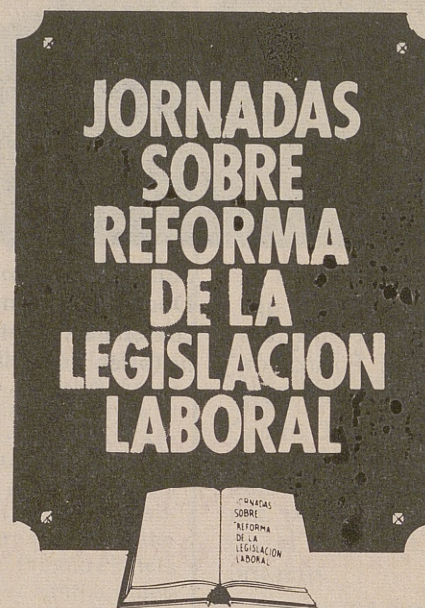 JORNADAS
SOBRE
REFORMA
DE LA
LEGISLACION
LABORAL
JORNADAS
SOBRE
REFORMA
DE LA
LEGISLACION
LABORAL